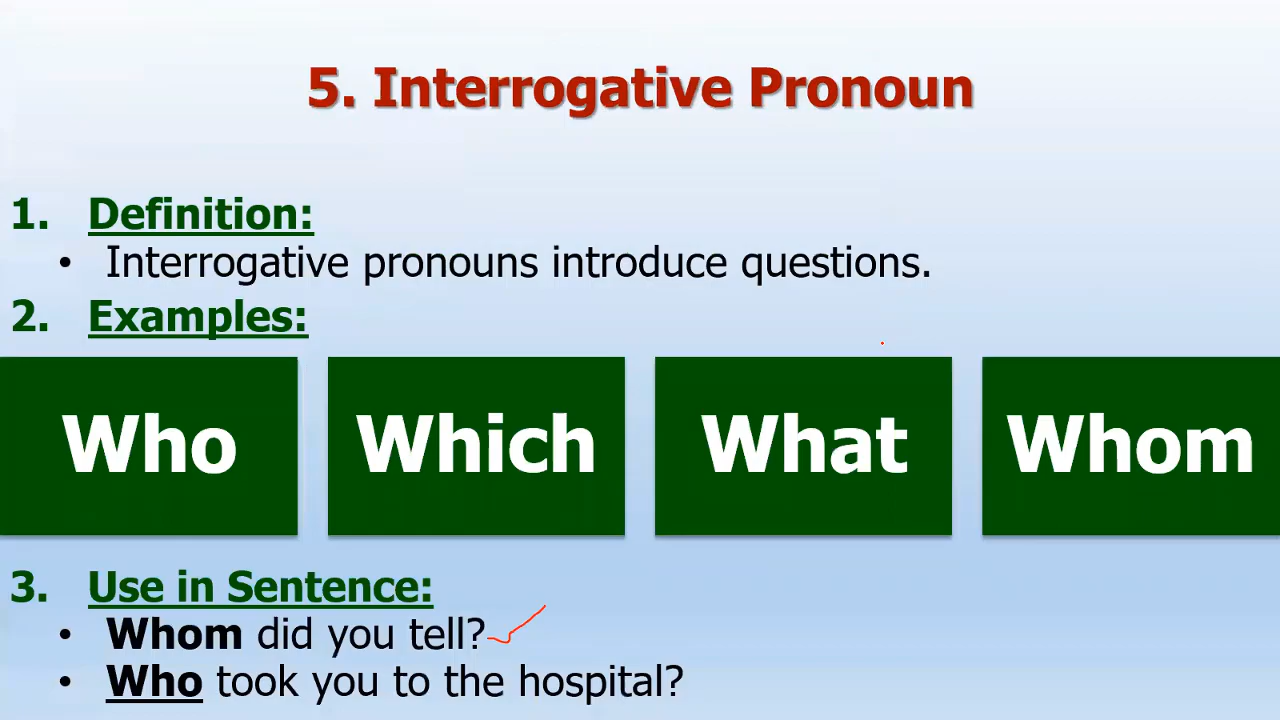 5. Interrogative Pronoun
1. Definition:
• Interrogative pronouns introduce questions.
2. Examples:
Who Which What Whom
3. Use in Sentence:
• Whom did you tell?
• Who took you to the hospital?